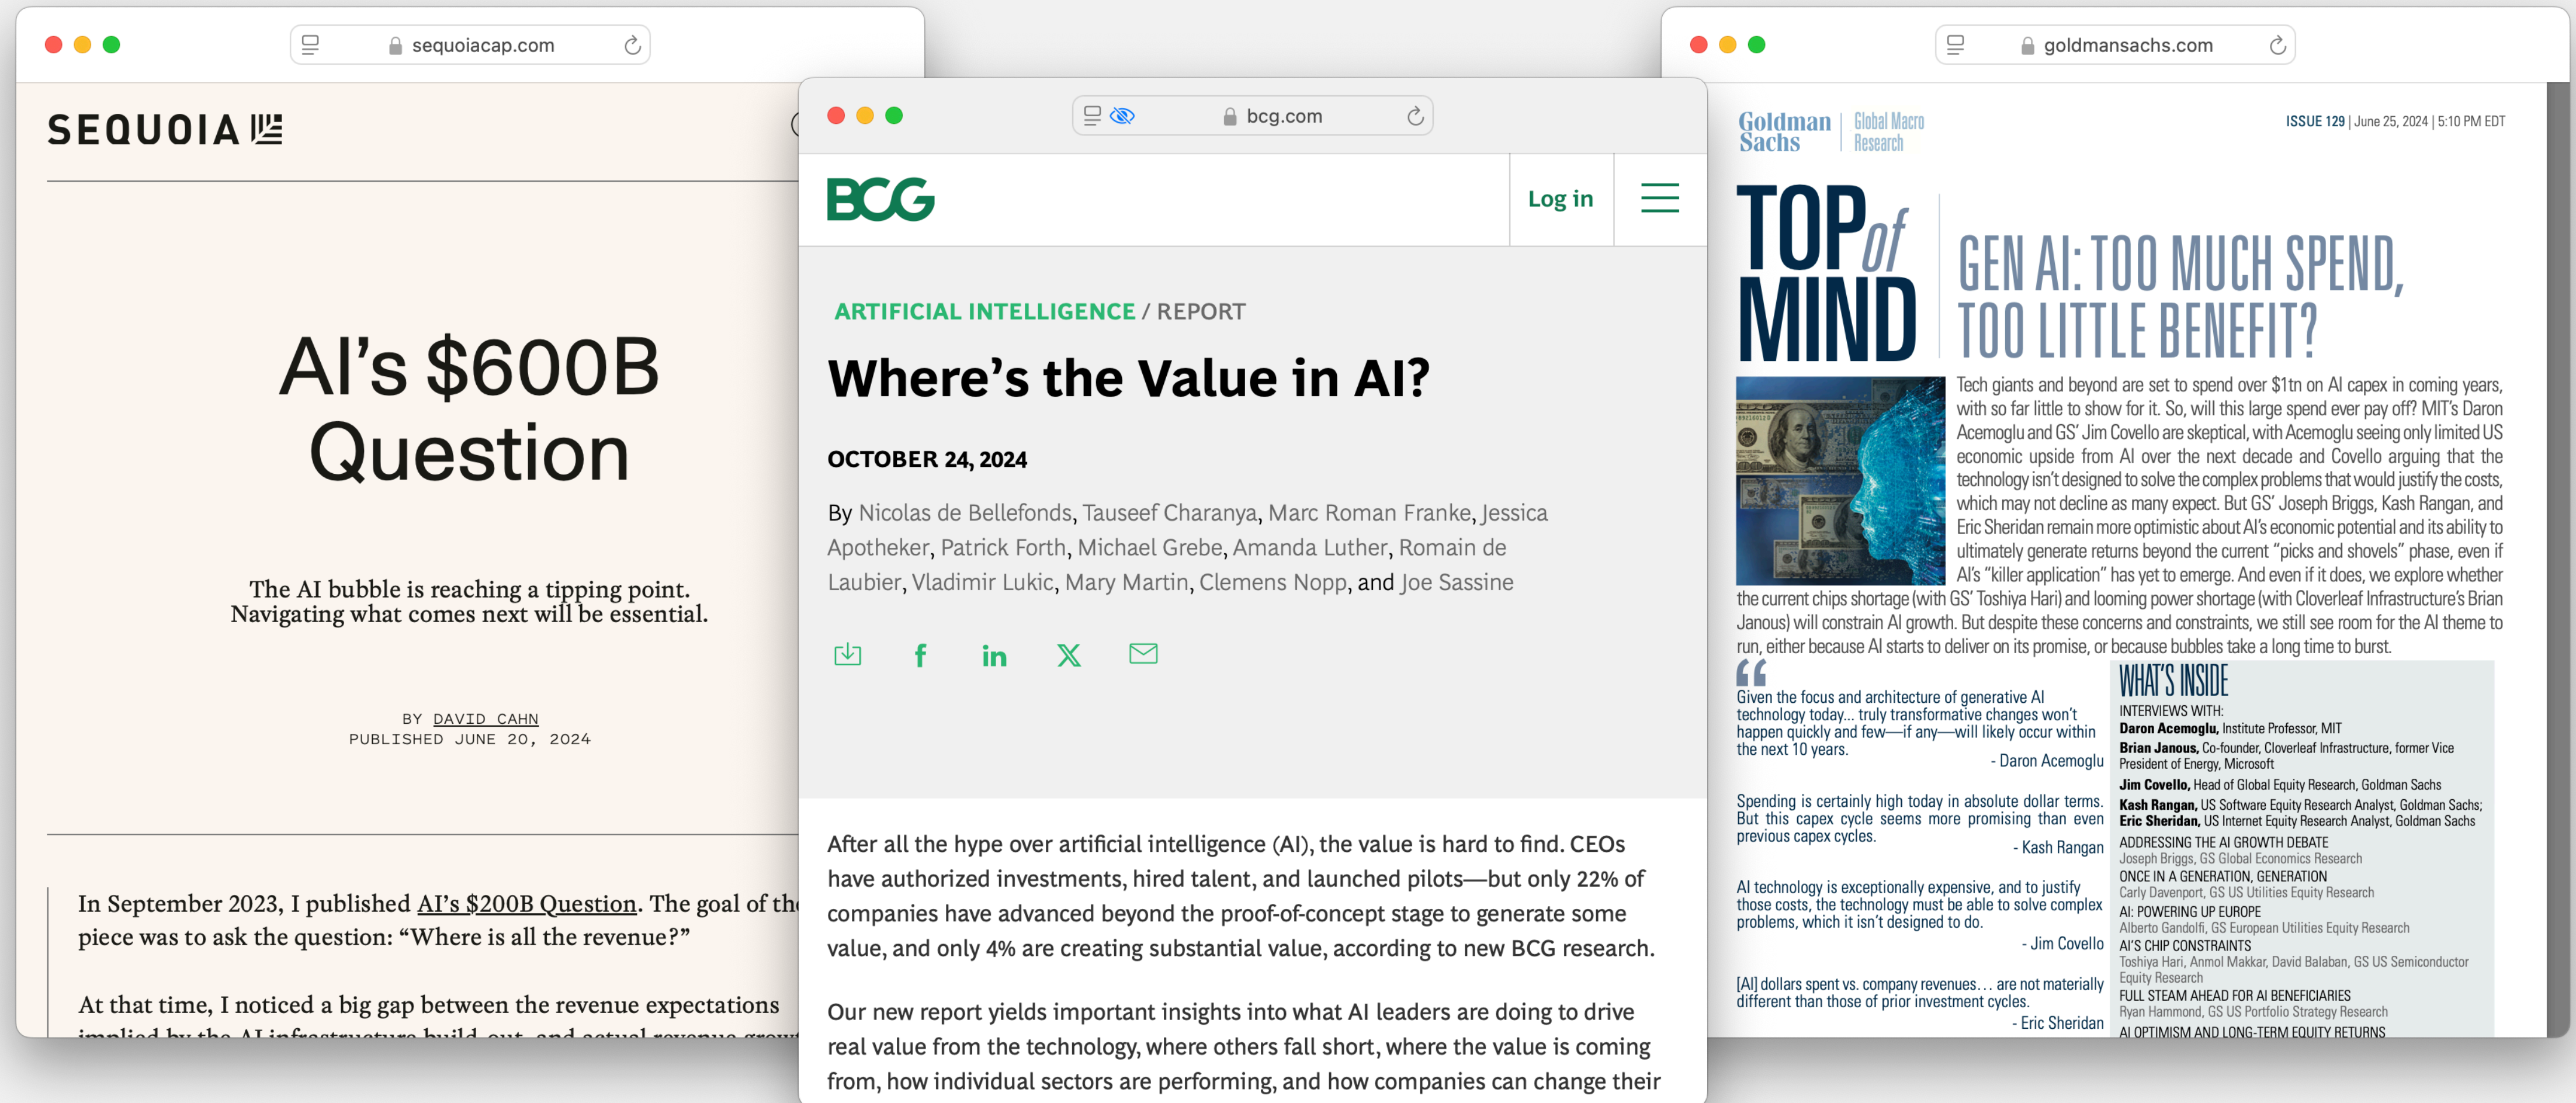 sequoiacap.com
SEQUOIA
AI's $600B
Question
The AI bubble is reaching a tipping point.
Navigating what comes next will be essential.
BY DAVID CAHN
PUBLISHED JUNE 20, 2024
In September 2023, I published AI's $200B Question. The goal of the
piece was to ask the question: “Where is all the revenue?”
At that time, I noticed a big gap between the revenue expectations
implied by the AI infrastructure build-out, and actual revenue
bcg.com
BCG
Log in
ARTIFICIAL INTELLIGENCE / REPORT
Where's the Value in AI?
OCTOBER 24, 2024
By Nicolas de Bellefonds, Tauseef Charanya, Marc Roman Franke, Jessica
Apotheker, Patrick Forth, Michael Grebe, Amanda Luther, Romain de
Laubier, Vladimir Lukic, Mary Martin, Clemens Nopp, and Joe Sassine
After all the hype over artificial intelligence (AI), the value is hard to find. CEOs
have authorized investments, hired talent, and launched pilots—but only 22% of
companies have advanced beyond the proof-of-concept stage to generate some
value, and only 4% are creating substantial value, according to new BCG research.
Our new report yields important insights into what AI leaders are doing to drive
real value from the technology, where others fall short, where the value is coming
from, how individual sectors are performing, and how companies can change their
goldmansachs.com
Goldman
Sachs
Global Macro
Research
ISSUE 129 | June 25, 2024 | 5:10 PM EDT
TOP of
MIND
GEN AI: TOO MUCH SPEND,
TOO LITTLE BENEFIT?
Tech giants and beyond are set to spend over $1tn on AI capex in coming years,
with so far little to show for it. So, will this large spend ever pay off? MIT's Daron
Acemoglu and GS' Jim Covello are skeptical, with Acemoglu seeing only limited US
economic upside from AI over the next decade and Covello arguing that the
technology isn't designed to solve the complex problems that would justify the costs,
which may not decline as many expect. But GS' Joseph Briggs, Kash Rangan, and
Eric Sheridan remain more optimistic about AI's economic potential and its ability to
ultimately generate returns beyond the current “picks and shovels” phase, even if
AI's “killer application” has yet to emerge. And even if it does, we explore whether
the current chips shortage (with GS' Toshiya Hari) and looming power shortage (with Cloverleaf Infrastructure's Brian
Janous) will constrain AI growth. But despite these concerns and constraints, we still see room for the AI theme to
run, either because AI starts to deliver on its promise, or because bubbles take a long time to burst.
“
Given the focus and architecture of generative AI
technology today... truly transformative changes won't
happen quickly and few—if any—will likely occur within
the next 10 years.
- Daron Acemoglu
Spending is certainly high today in absolute dollar terms.
But this capex cycle seems more promising than even
previous capex cycles.
- Kash Rangan
AI technology is exceptionally expensive, and to justify
those costs, the technology must be able to solve complex
problems, which it isn't designed to do.
- Jim Covello
[AI] dollars spent vs. company revenues… are not materially
different than those of prior investment cycles.
- Eric Sheridan
WHAT'S INSIDE
INTERVIEWS WITH:
Daron Acemoglu, Institute Professor, MIT
Brian Janous, Co-founder, Cloverleaf Infrastructure, former Vice
President of Energy, Microsoft
Jim Covello, Head of Global Equity Research, Goldman Sachs
Kash Rangan, US Software Equity Research Analyst, Goldman Sachs;
Eric Sheridan, US Internet Equity Research Analyst, Goldman Sachs
ADDRESSING THE AI GROWTH DEBATE
Joseph Briggs, GS Global Economics Research
ONCE IN A GENERATION, GENERATION
Carly Davenport, GS US Utilities Equity Research
AI: POWERING UP EUROPE
Alberto Gandolfi, GS European Utilities Equity Research
AI'S CHIP CONSTRAINTS
Toshiya Hari, Anmol Makkar, David Balaban, GS US Semiconductor
Equity Research
FULL STEAM AHEAD FOR AI BENEFICIARIES
Ryan Hammond, GS US Portfolio Strategy Research
AI OPTIMISM AND LONG-TERM EQUITY RETURNS